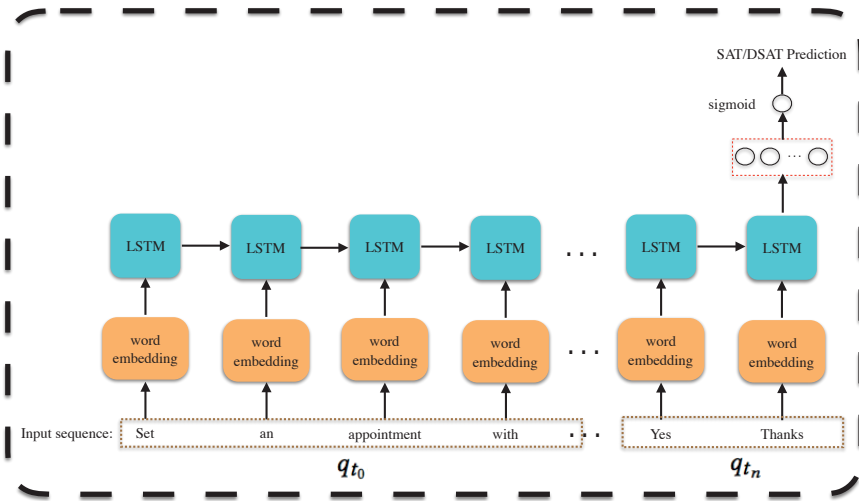 SAT/DSAT Prediction
sigmoid
...
LSTM LSTM LSTM LSTM ... LSTM LSTM
word embedding word embedding word embedding word embedding ... word embedding word embedding
Input sequence: Set an appointment with ... Yes Thanks
q_{t_0} q_{t_n}